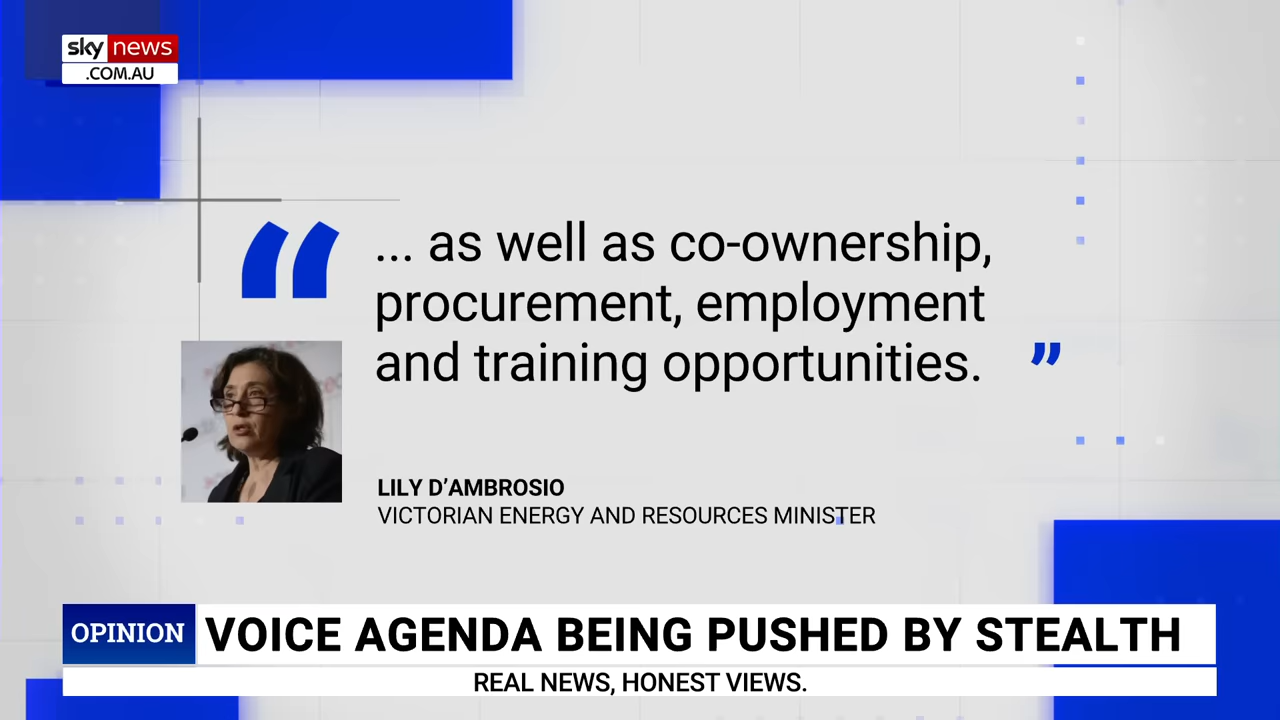 sky news
.COM.AU
“ ... as well as co-ownership,
procurement, employment
and training opportunities. ”
LILY D’AMBROSIO
VICTORIAN ENERGY AND RESOURCES MINISTER
OPINION VOICE AGENDA BEING PUSHED BY STEALTH
REAL NEWS, HONEST VIEWS.